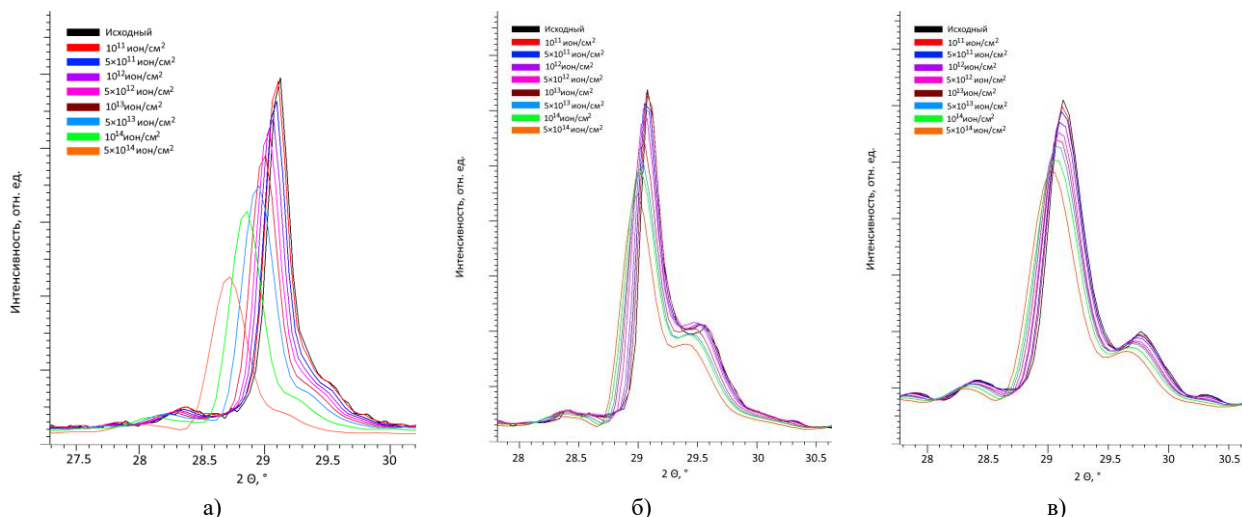 Исходный
10¹¹ ион/см²
5×10¹¹ ион/см²
10¹² ион/см²
5×10¹² ион/см²
10¹³ ион/см²
5×10¹³ ион/см²
10¹⁴ ион/см²
5×10¹⁴ ион/см²
Интенсивность, отн. ед.
27.5 28 28.5 29 29.5 30
2 Θ, °
а)
Исходный
10¹¹ ион/см²
5×10¹¹ ион/см²
10¹² ион/см²
5×10¹² ион/см²
10¹³ ион/см²
5×10¹³ ион/см²
10¹⁴ ион/см²
5×10¹⁴ ион/см²
Интенсивность, отн. ед.
28 28.5 29 29.5 30 30.5
2 Θ, °
б)
Исходный
10¹¹ ион/см²
5×10¹¹ ион/см²
10¹² ион/см²
5×10¹² ион/см²
10¹³ ион/см²
5×10¹³ ион/см²
10¹⁴ ион/см²
5×10¹⁴ ион/см²
Интенсивность, отн. ед.
28 28.5 29 29.5 30 30.5
2 Θ, °
в)